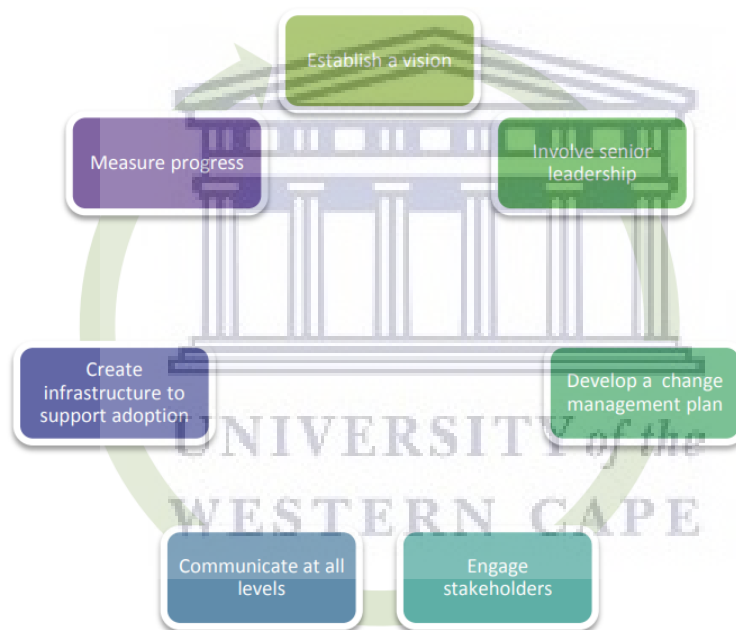 Establish a vision
Involve senior
leadership
Develop a change
management plan
Engage
stakeholders
Communicate at all
levels
Create
infrastructure to
support adoption
Measure progress
UNIVERSITY of the
WESTERN CAPE